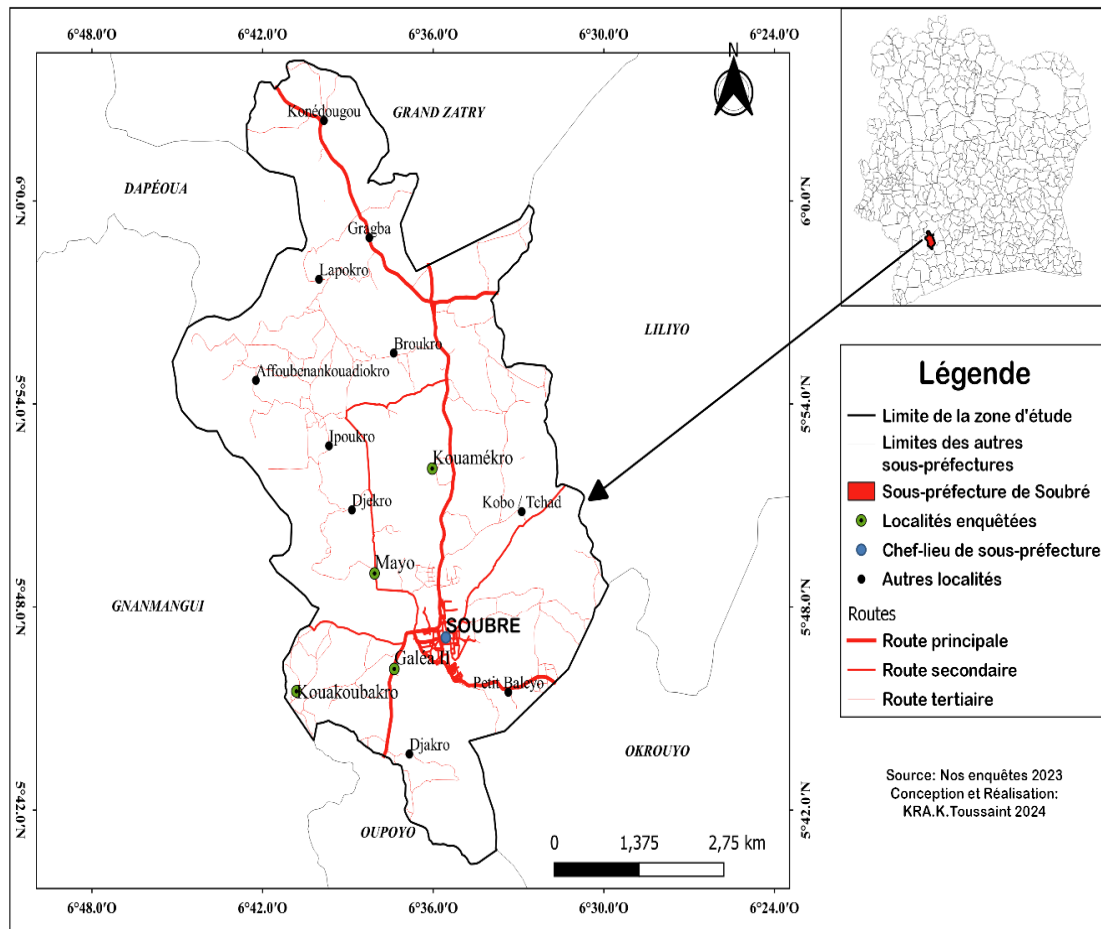 6°48.0'O 6°42.0'O 6°36.0'O 6°30.0'O 6°24.0'O
N
Konédougou
GRAND ZATRY
DAPÉOUA
6°0.0'N
6°0.0'N
Gragba
Lapokro
LILIYO
Broukro
Affoubenankouadiokro
5°54.0'N
5°54.0'N
Ipoukro
Kouamékro
Djekro
Kobo / Tchad
Mayo
GNANMANGUI
5°48.0'N
5°48.0'N
SOUBRE
Galéa II
Kouakoubakro
Petit Baleyo
Djakro
OKROUYO
OUPOYO
5°42.0'N
5°42.0'N
0 1,375 2,75 km
6°48.0'O 6°42.0'O 6°36.0'O 6°30.0'O 6°24.0'O
Légende
Limite de la zone d'étude
Limites des autres
sous-préfectures
Sous-préfecture de Soubré
Localités enquêtées
Chef-lieu de sous-préfecture
Autres localités
Routes
Route principale
Route secondaire
Route tertiaire
Source: Nos enquêtes 2023
Conception et Réalisation:
KRA.K.Toussaint 2024